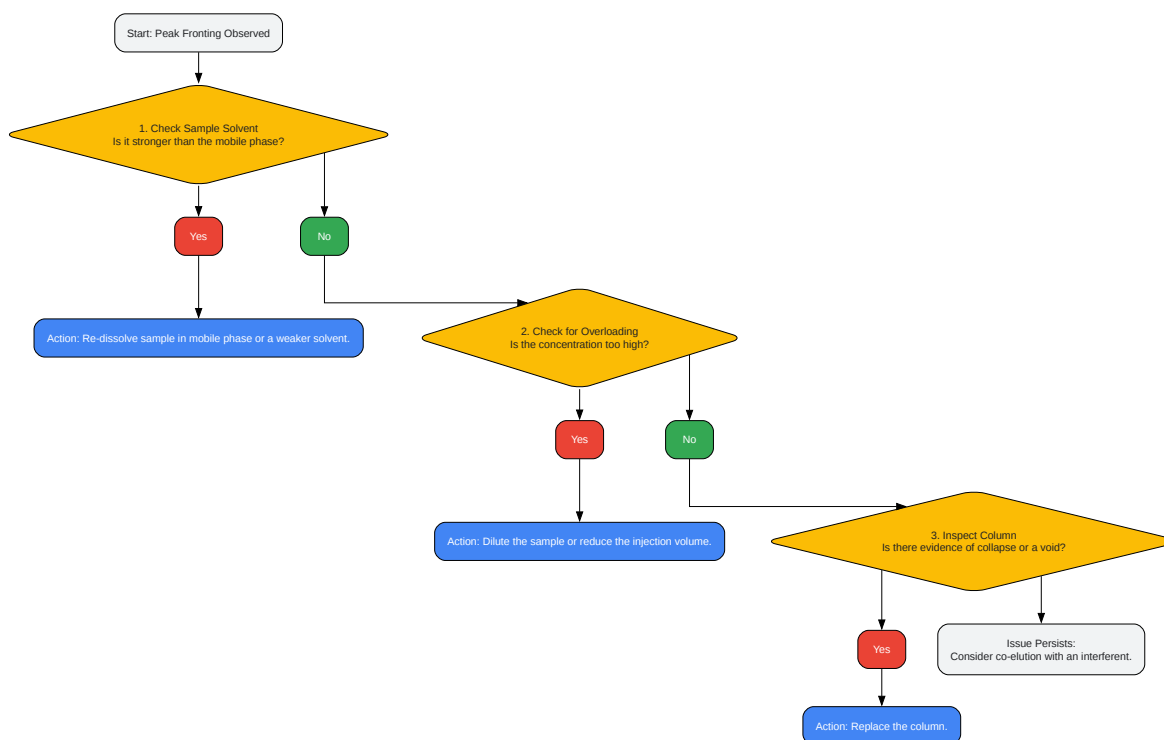 Start: Peak Fronting Observed
1. Check Sample Solvent
Is it stronger than the mobile phase?
Yes
No
Action: Re-dissolve sample in mobile phase or a weaker solvent.
2. Check for Overloading
Is the concentration too high?
Yes
No
Action: Dilute the sample or reduce the injection volume.
3. Inspect Column
Is there evidence of collapse or a void?
Yes
Issue Persists:
Consider co-elution with an interferent.
Action: Replace the column.